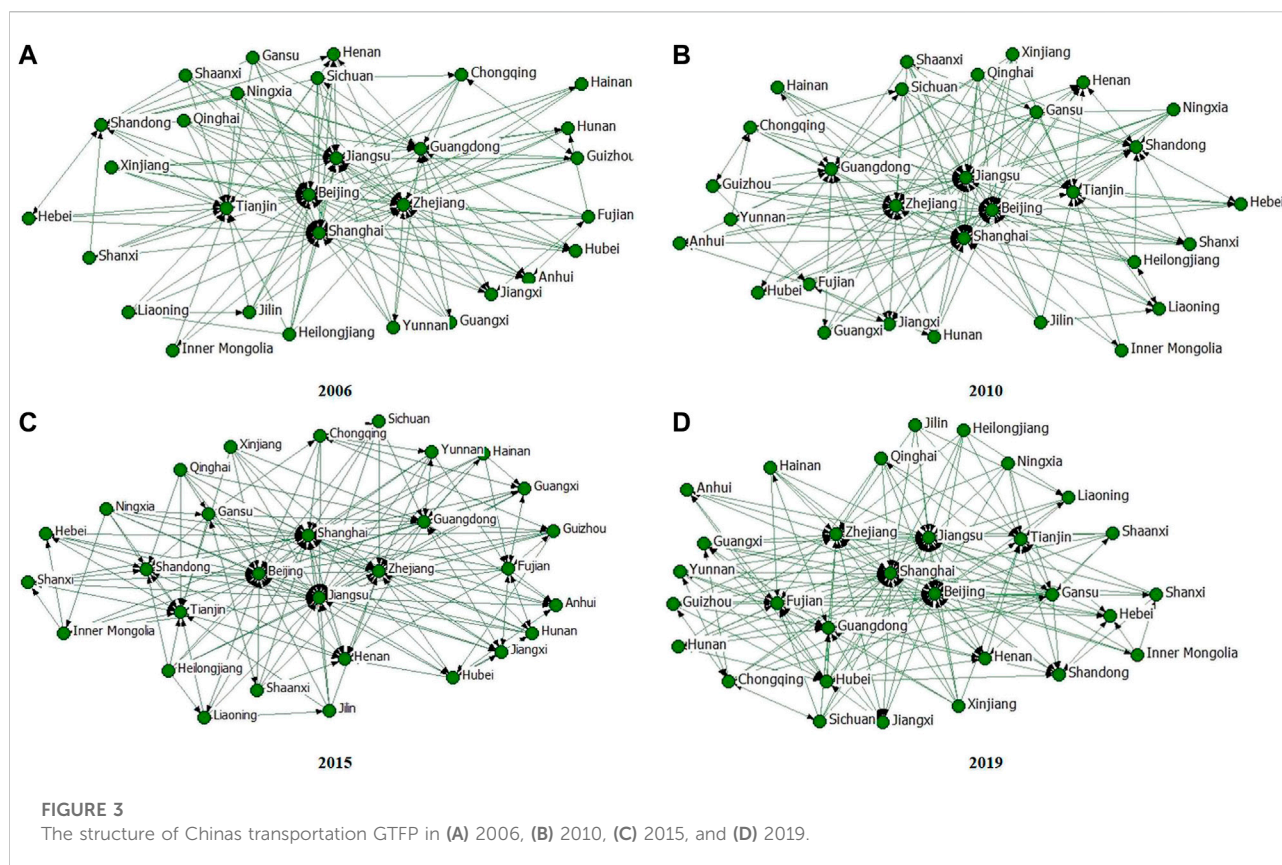 A
Gansu
Henan
Shaanxi
Sichuan
Chongqing
Hainan
Ningxia
Shandong
Qinghai
Hunan
Guangdong
Jiangsu
Guizhou
Xinjiang
Beijing
Zhejiang
Tianjin
Fujian
Hebei
Shanghai
Hubei
Shanxi
Anhui
Jiangxi
Liaoning
Jilin
Heilongjiang
Yunnan
Guangxi
Inner Mongolia
2006
B
Xinjiang
Shaanxi
Qinghai
Henan
Hainan
Sichuan
Gansu
Ningxia
Chongqing
Shandong
Guangdong
Jiangsu
Guizhou
Tianjin
Zhejiang
Beijing
Hebei
Yunnan
Shanghai
Anhui
Shanxi
Heilongjiang
Fujian
Hubei
Liaoning
Guangxi
Jiangxi
Hunan
Jilin
Inner Mongolia
2010
C
Sichuan
Chongqing
Xinjiang
Yunnan
Hainan
Qinghai
Guangxi
Ningxia
Gansu
Guangdong
Hebei
Shanghai
Guizhou
Shandong
Beijing
Zhejiang
Fujian
Shanxi
Jiangsu
Anhui
Tianjin
Inner Mongolia
Hunan
Jiangxi
Henan
Heilongjiang
Hubei
Shaanxi
Liaoning
Jilin
2015
D
Jilin
Heilongjiang
Qinghai
Ningxia
Hainan
Anhui
Liaoning
Zhejiang
Jiangsu
Tianjin
Shaanxi
Guangxi
Yunnan
Shanghai
Beijing
Gansu
Shanxi
Guizhou
Fujian
Hebei
Guangdong
Hunan
Henan
Inner Mongolia
Chongqing
Hubei
Shandong
Xinjiang
Sichuan
Jiangxi
2019
FIGURE 3
The structure of Chinas transportation GTFP in (A) 2006, (B) 2010, (C) 2015, and (D) 2019.